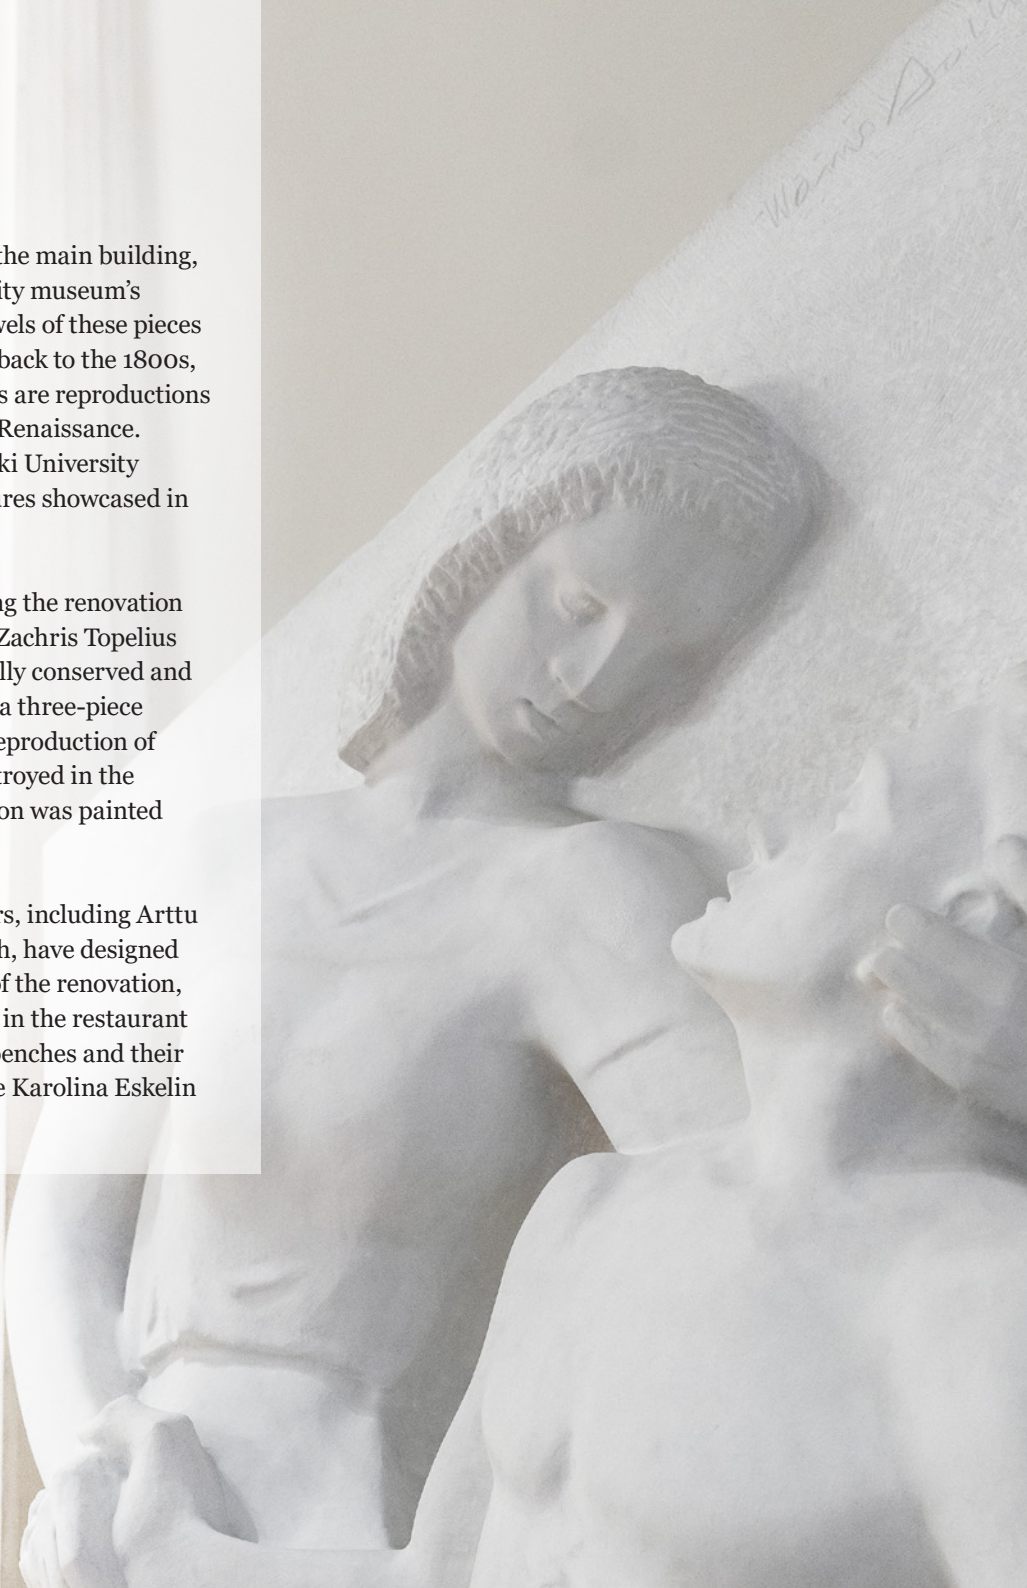 the main building,
ity museum’s
vels of these pieces
back to the 1800s,
s are reproductions
Renaissance.
ki University
ures showcased in
ng the renovation
Zachris Topelius
lly conserved and
a three-piece
eproduction of
troyed in the
on was painted
rs, including Arttu
h, have designed
of the renovation,
in the restaurant
benches and their
e Karolina Eskelin